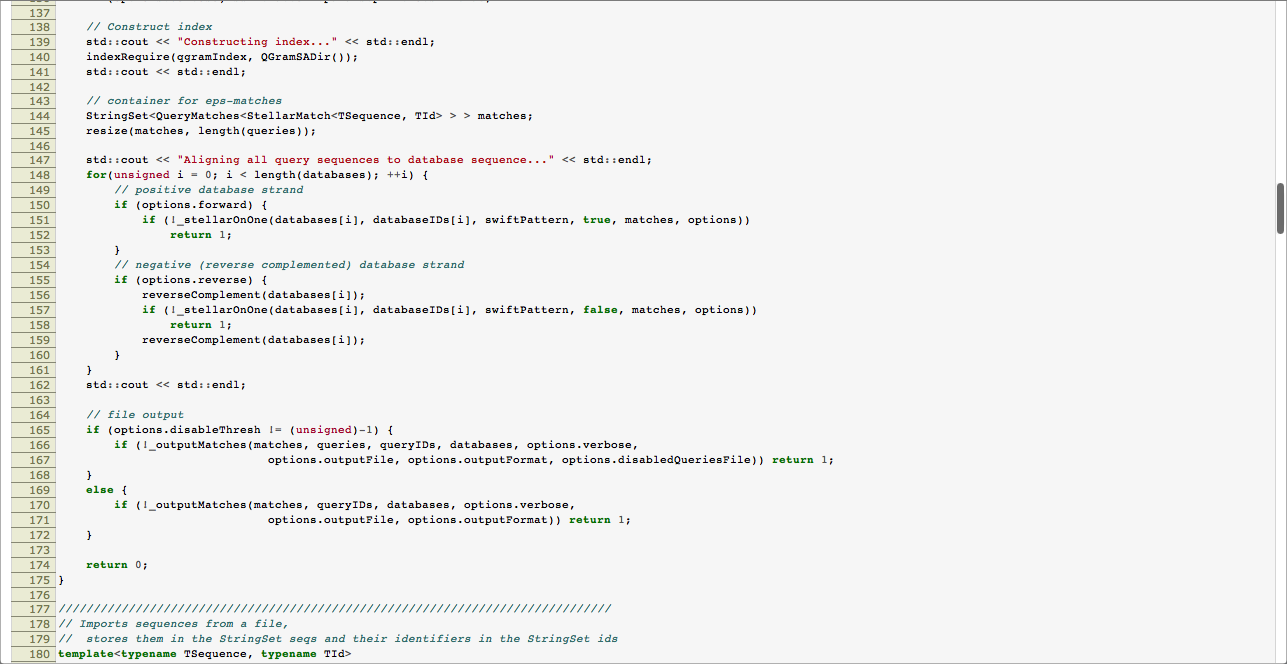 137
138     // Construct index
139     std::cout << "Constructing index..." << std::endl;
140     indexRequire(qgramIndex, QGramSADir());
141     std::cout << std::endl;
142
143     // container for eps-matches
144     StringSet<QueryMatches<StellarMatch<TSequence, TId> > > matches;
145     resize(matches, length(queries));
146
147     std::cout << "Aligning all query sequences to database sequence..." << std::endl;
148     for(unsigned i = 0; i < length(databases); ++i) {
149         // positive database strand
150         if (options.forward) {
151             if (!_stellarOnOne(databases[i], databaseIDs[i], swiftPattern, true, matches, options))
152                 return 1;
153         }
154         // negative (reverse complemented) database strand
155         if (options.reverse) {
156             reverseComplement(databases[i]);
157             if (!_stellarOnOne(databases[i], databaseIDs[i], swiftPattern, false, matches, options))
158                 return 1;
159             reverseComplement(databases[i]);
160         }
161     }
162     std::cout << std::endl;
163
164     // file output
165     if (options.disableThresh != (unsigned)-1) {
166         if (!_outputMatches(matches, queries, queryIDs, databases, options.verbose,
167                               options.outputFile, options.outputFormat, options.disabledQueriesFile)) return 1;
168     }
169     else {
170         if (!_outputMatches(matches, queryIDs, databases, options.verbose,
171                               options.outputFile, options.outputFormat)) return 1;
172     }
173
174     return 0;
175 }
176
177 ///////////////////////////////////////////////////////////////////////////////
178 // Imports sequences from a file,
179 //  stores them in the StringSet seqs and their identifiers in the StringSet ids
180 template<typename TSequence, typename TId>